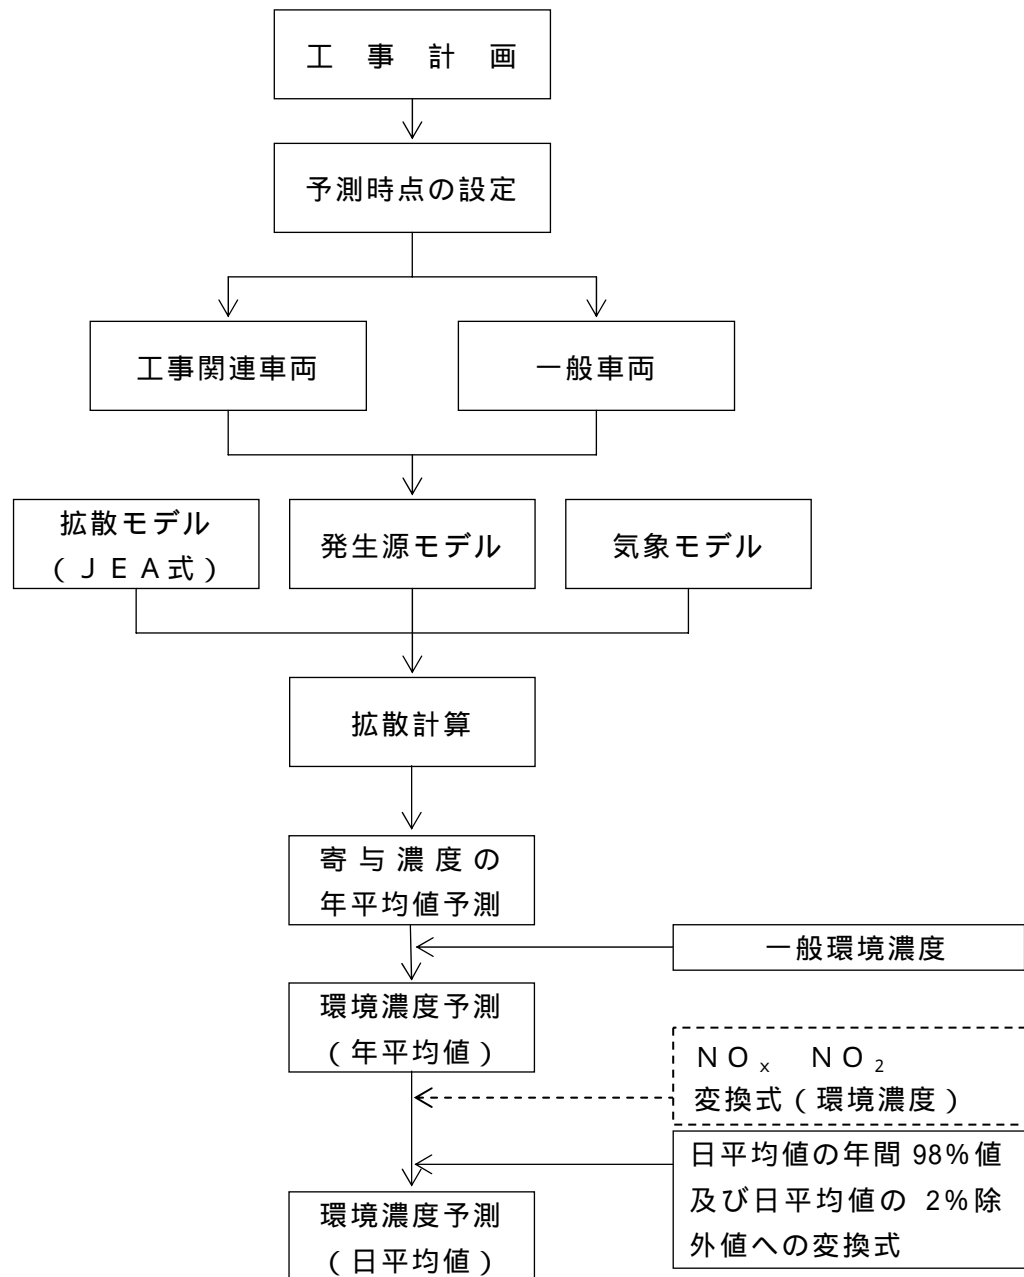 工事計画
予測時点の設定
工事関連車両
一般車両
拡散モデル
(JEA式)
発生源モデル
気象モデル
拡散計算
寄与濃度の
年平均値予測
一般環境濃度
環境濃度予測
(年平均値)
NOx NO2
変換式(環境濃度)
日平均値の年間98%値
及び日平均値の2%除
外値への変換式
環境濃度予測
(日平均値)